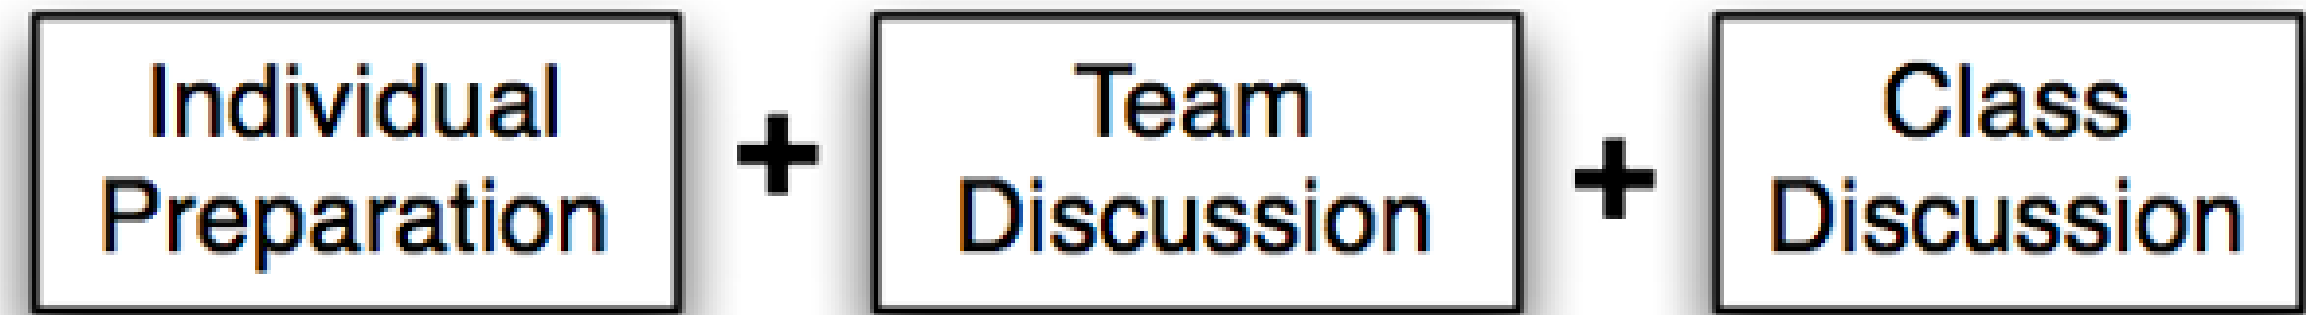 Individual
Preparation
+
Team
Discussion
+
Class
Discussion